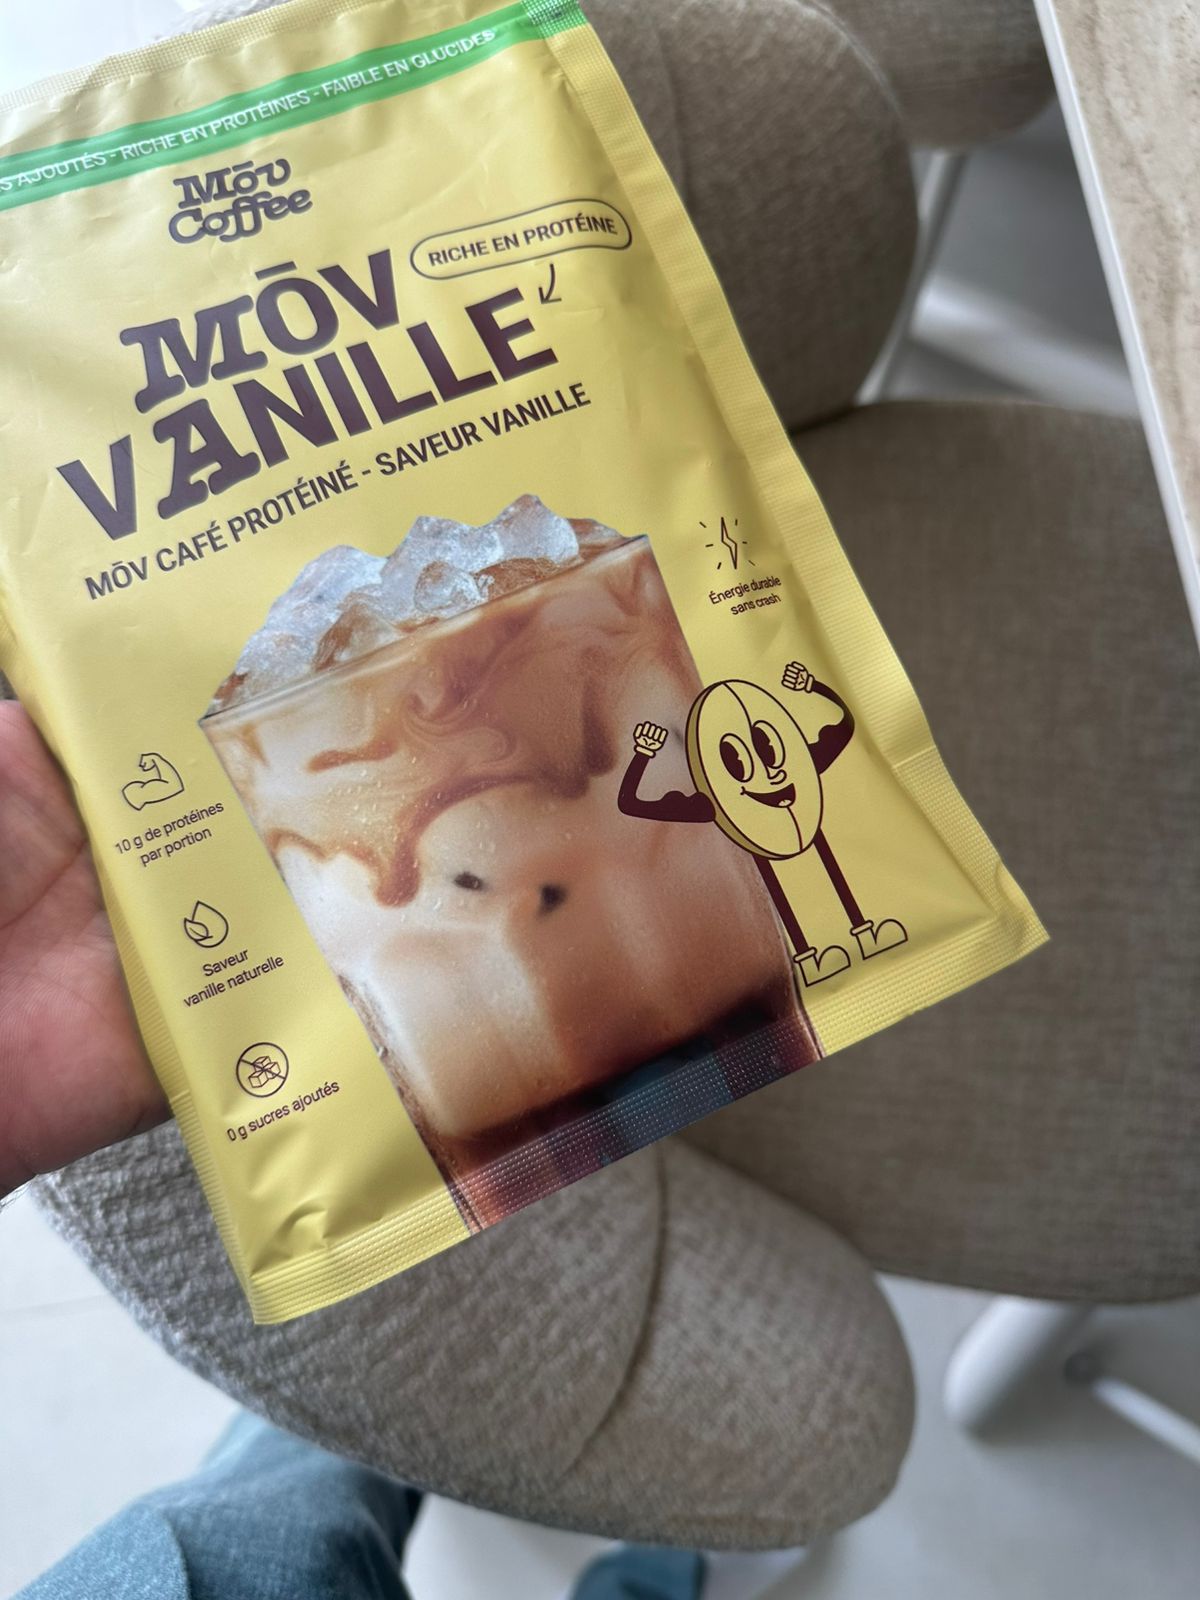 AJOUTÉS - RICHE EN PROTÉINES - FAIBLE EN GLUCIDES
Mōv
Coffee
RICHE EN PROTÉINE
MŌV
VANILLE
MŌV CAFÉ PROTÉINÉ - SAVEUR VANILLE
Énergie durable
sans crash
10 g de protéines
par portion
Saveur
vanille naturelle
0 g sucres ajoutés